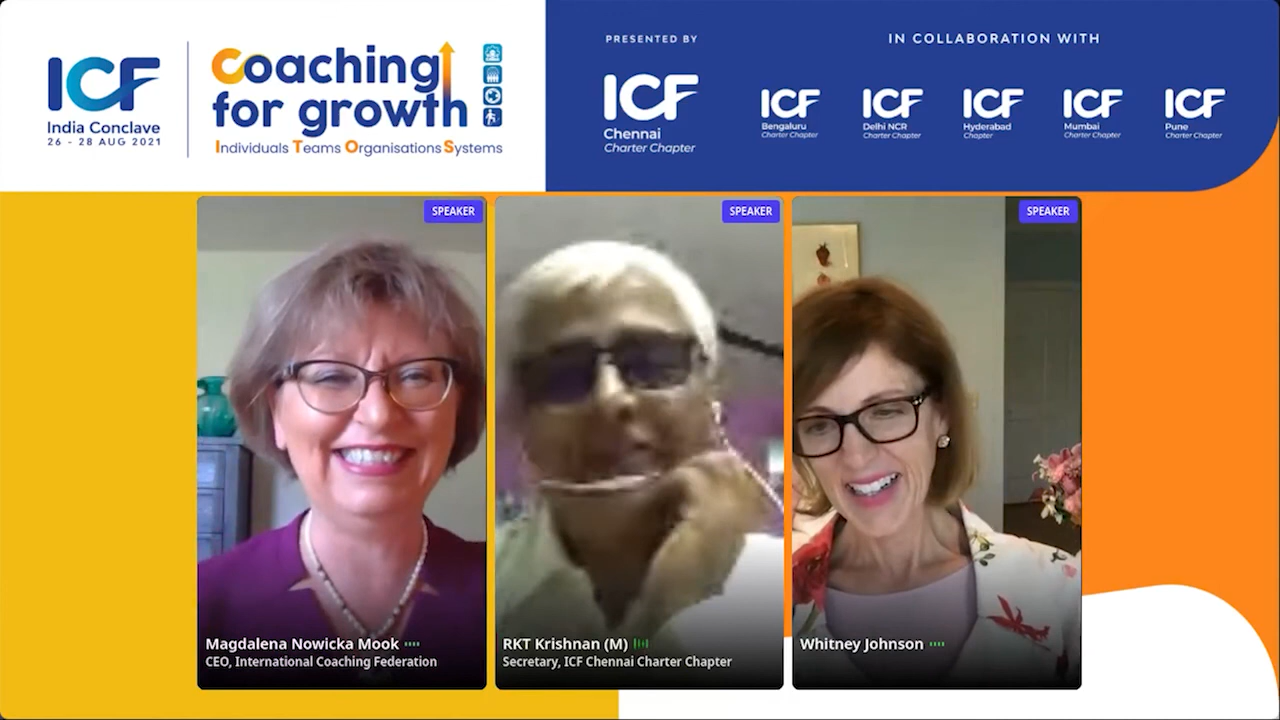 ICF
India Conclave
26 - 28 AUG 2021
Coaching
for growth
Individuals Teams Organisations Systems
PRESENTED BY
ICF
Chennai
Charter Chapter
IN COLLABORATION WITH
ICF
Bengaluru
Charter Chapter
ICF
Delhi NCR
Charter Chapter
ICF
Hyderabad
Chapter
ICF
Mumbai
Charter Chapter
ICF
Pune
Charter Chapter
SPEAKER
SPEAKER
SPEAKER
Magdalena Nowicka Mook
CEO, International Coaching Federation
RKT Krishnan (M)
Secretary, ICF Chennai Charter Chapter
Whitney Johnson